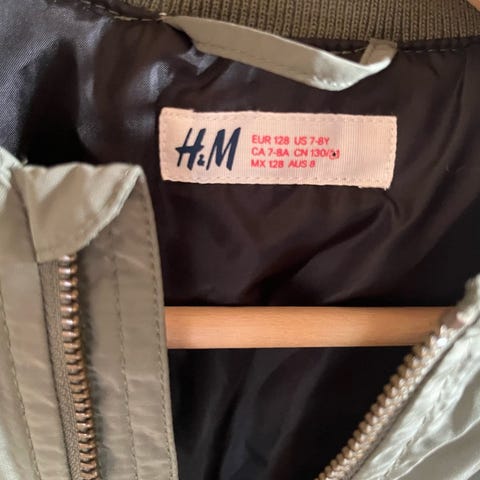 H&M
EUR 128 US 7-8Y
CA 7-8A CN 130/
MX 128 AUS 8